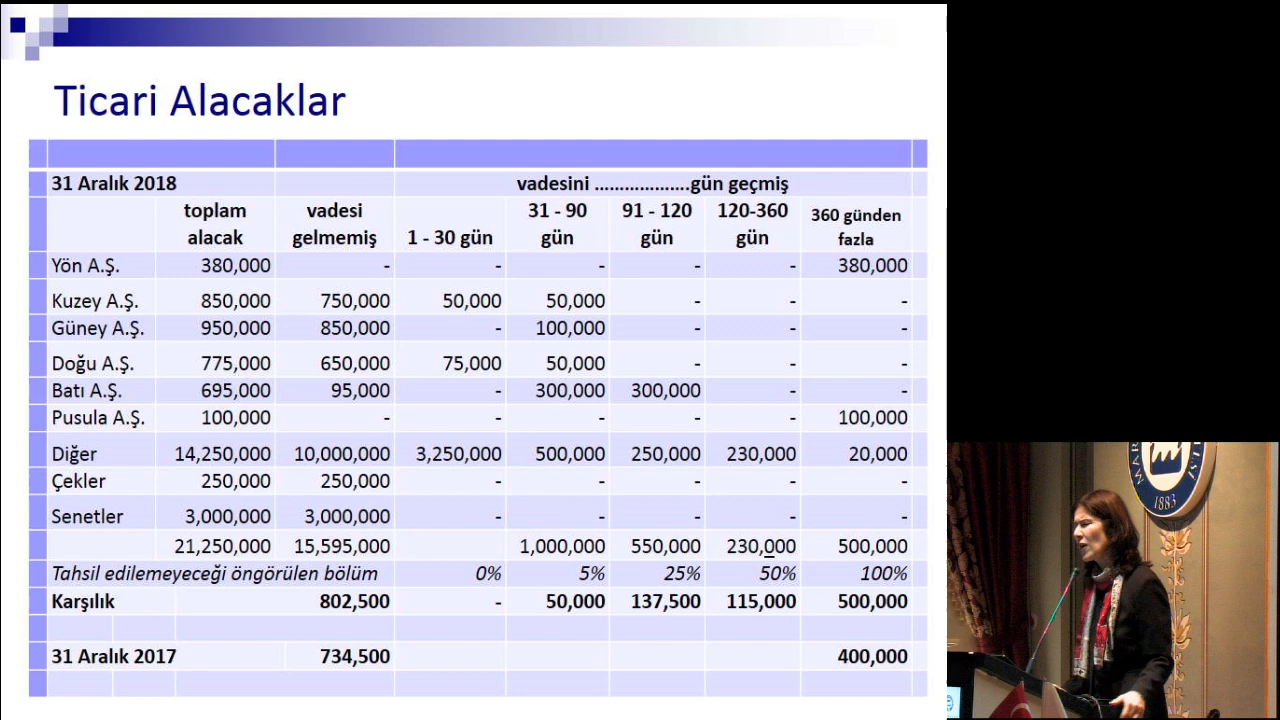 Ticari Alacaklar
31 Aralık 2018 vadesini ...................gün geçmiş
toplam alacak vadesi gelmemiş 1 - 30 gün 31 - 90 gün 91 - 120 gün 120-360 gün 360 günden fazla
Yön A.Ş. 380,000 - - - - - 380,000
Kuzey A.Ş. 850,000 750,000 50,000 50,000 - - -
Güney A.Ş. 950,000 850,000 - 100,000 - - -
Doğu A.Ş. 775,000 650,000 75,000 50,000 - - -
Batı A.Ş. 695,000 95,000 - 300,000 300,000 - -
Pusula A.Ş. 100,000 - - - - - 100,000
Diğer 14,250,000 10,000,000 3,250,000 500,000 250,000 230,000 20,000
Çekler 250,000 250,000 - - - - -
Senetler 3,000,000 3,000,000 - - - - -
21,250,000 15,595,000 1,000,000 550,000 230,000 500,000
Tahsil edilemeyeceği öngörülen bölüm 0% 5% 25% 50% 100%
Karşılık 802,500 - 50,000 137,500 115,000 500,000
31 Aralık 2017 734,500 400,000
1883